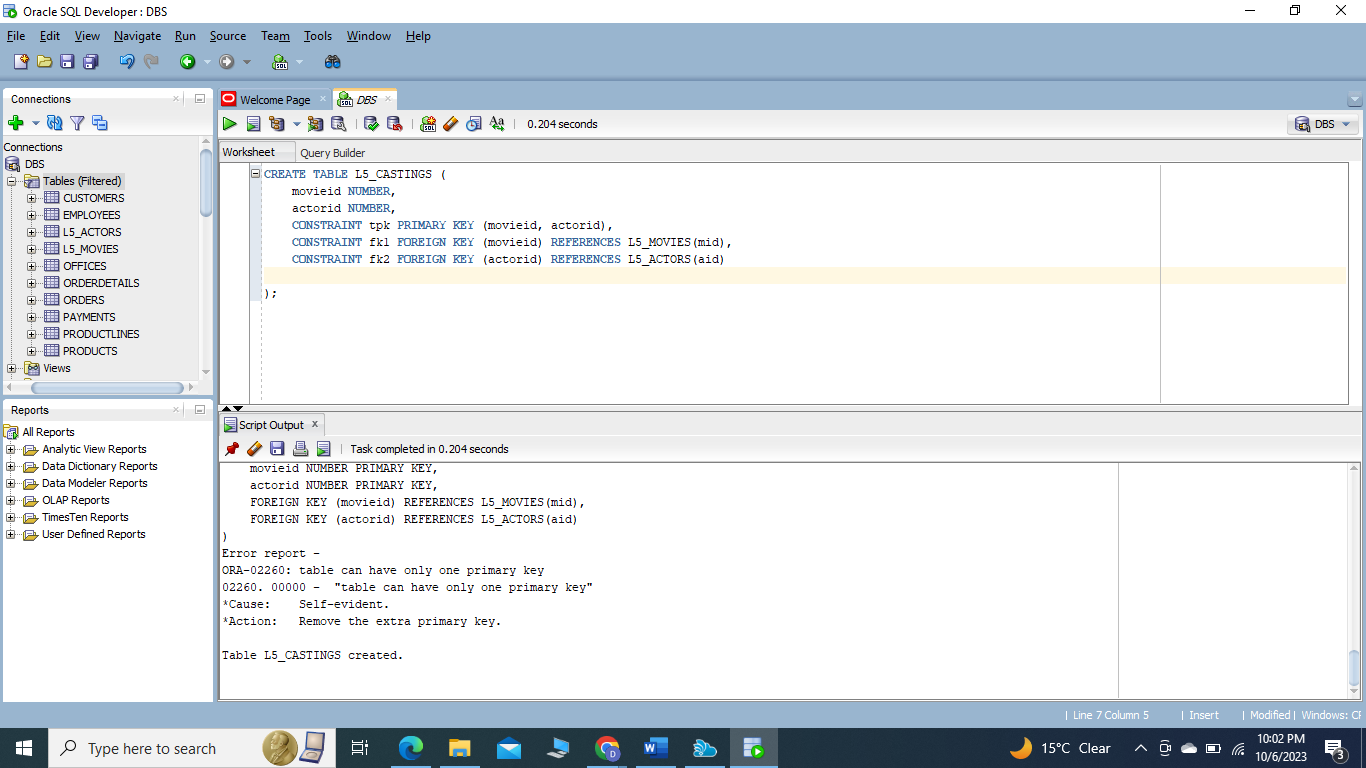 Oracle SQL Developer : DBS
File Edit View Navigate Run Source Team Tools Window Help
Connections
Welcome Page
DBS
0.204 seconds
DBS
Connections
DBS
Tables (Filtered)
CUSTOMERS
EMPLOYEES
L5_ACTORS
L5_MOVIES
OFFICES
ORDERDETAILS
ORDERS
PAYMENTS
PRODUCTLINES
PRODUCTS
Views
Worksheet Query Builder
CREATE TABLE L5_CASTINGS (
movieid NUMBER,
actorid NUMBER,
CONSTRAINT tpk PRIMARY KEY (movieid, actorid),
CONSTRAINT fk1 FOREIGN KEY (movieid) REFERENCES L5_MOVIES(mid),
CONSTRAINT fk2 FOREIGN KEY (actorid) REFERENCES L5_ACTORS(aid)
);
Reports
All Reports
Analytic View Reports
Data Dictionary Reports
Data Modeler Reports
OLAP Reports
TimesTen Reports
User Defined Reports
Script Output
Task completed in 0.204 seconds
movieid NUMBER PRIMARY KEY,
actorid NUMBER PRIMARY KEY,
FOREIGN KEY (movieid) REFERENCES L5_MOVIES(mid),
FOREIGN KEY (actorid) REFERENCES L5_ACTORS(aid)
)
Error report -
ORA-02260: table can have only one primary key
02260. 00000 - "table can have only one primary key"
*Cause: Self-evident.
*Action: Remove the extra primary key.
Table L5_CASTINGS created.
Line 7 Column 5 | Insert | Modified | Windows: CF
Type here to search
15°C Clear
10:02 PM
10/6/2023
3